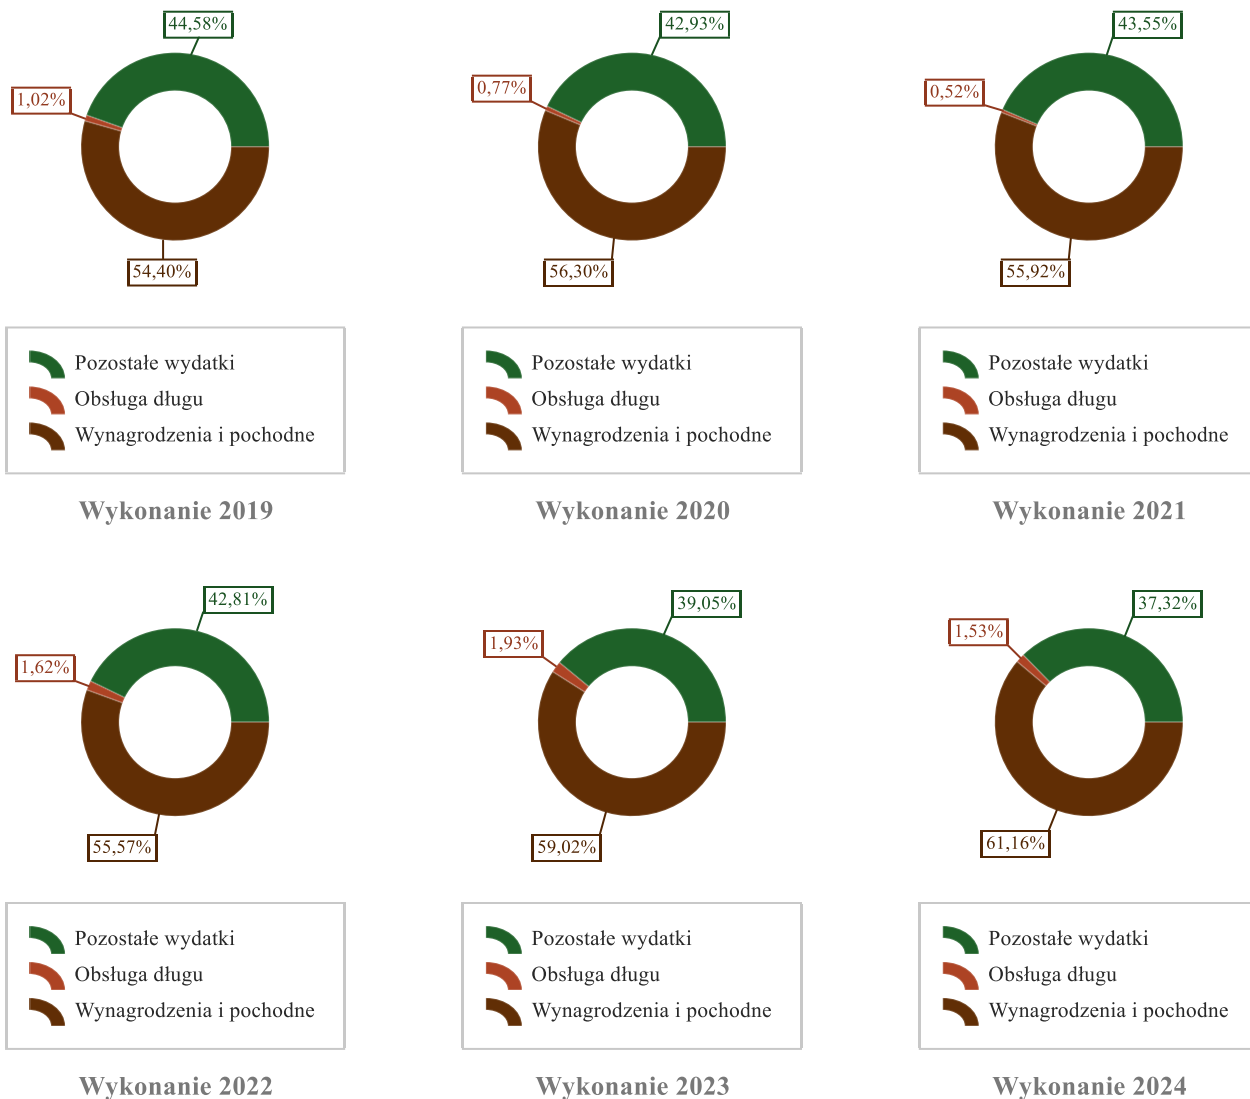 44,58%
1,02%
54,40%
Pozostałe wydatki
Obsługa długu
Wynagrodzenia i pochodne
Wykonanie 2019
42,93%
0,77%
56,30%
Pozostałe wydatki
Obsługa długu
Wynagrodzenia i pochodne
Wykonanie 2020
43,55%
0,52%
55,92%
Pozostałe wydatki
Obsługa długu
Wynagrodzenia i pochodne
Wykonanie 2021
42,81%
1,62%
55,57%
Pozostałe wydatki
Obsługa długu
Wynagrodzenia i pochodne
Wykonanie 2022
39,05%
1,93%
59,02%
Pozostałe wydatki
Obsługa długu
Wynagrodzenia i pochodne
Wykonanie 2023
37,32%
1,53%
61,16%
Pozostałe wydatki
Obsługa długu
Wynagrodzenia i pochodne
Wykonanie 2024